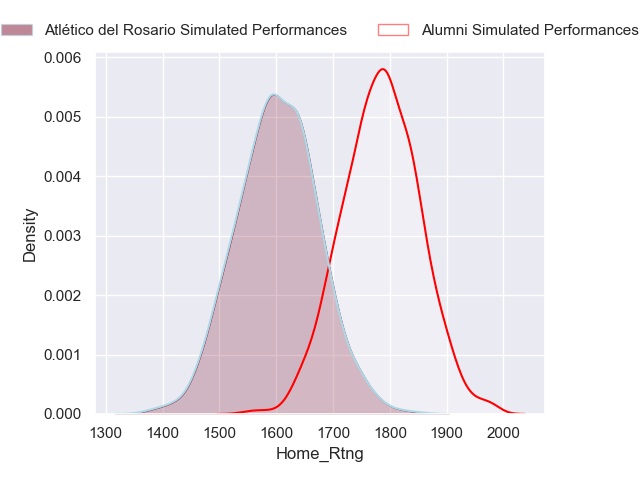 Atlético del Rosario Simulated Performances Alumni Simulated Performances
0.006
0.005
0.004
0.003
0.002
0.001
0.000
Density
1300 1400 1500 1600 1700 1800 1900 2000
Home_Rtng